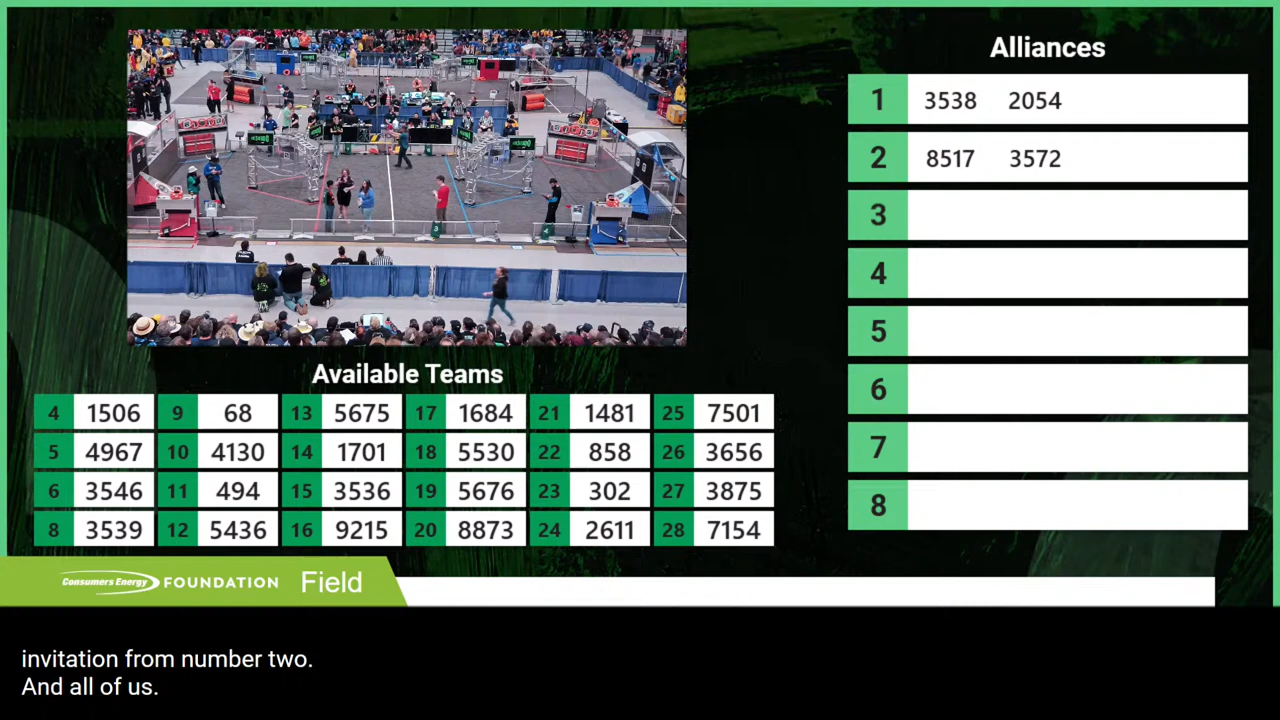 Alliances
1 3538 2054
2 8517 3572
3
4
5
6
7
8
Available Teams
4 1506 9 68 13 5675 17 1684 21 1481 25 7501
5 4967 10 4130 14 1701 18 5530 22 858 26 3656
6 3546 11 494 15 3536 19 5676 23 302 27 3875
8 3539 12 5436 16 9215 20 8873 24 2611 28 7154
Consumers Energy FOUNDATION Field
invitation from number two.
And all of us.